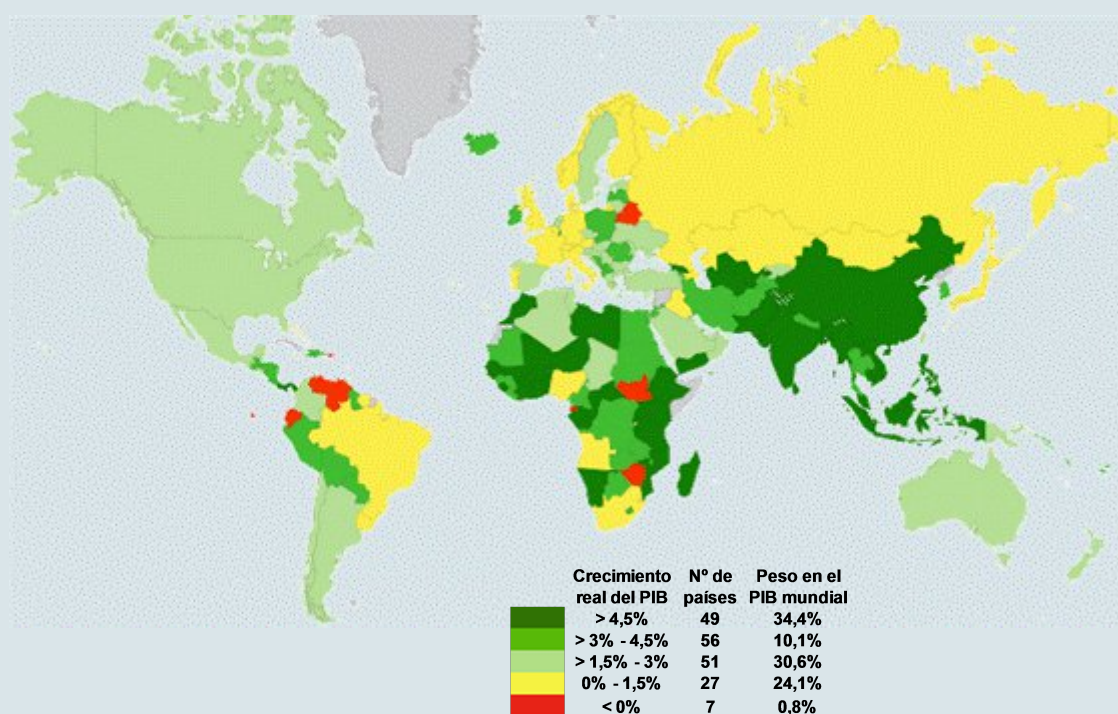 Crecimiento Nº de Peso en el
real del PIB países PIB mundial
> 4,5% 49 34,4%
> 3% - 4,5% 56 10,1%
> 1,5% - 3% 51 30,6%
0% - 1,5% 27 24,1%
< 0% 7 0,8%